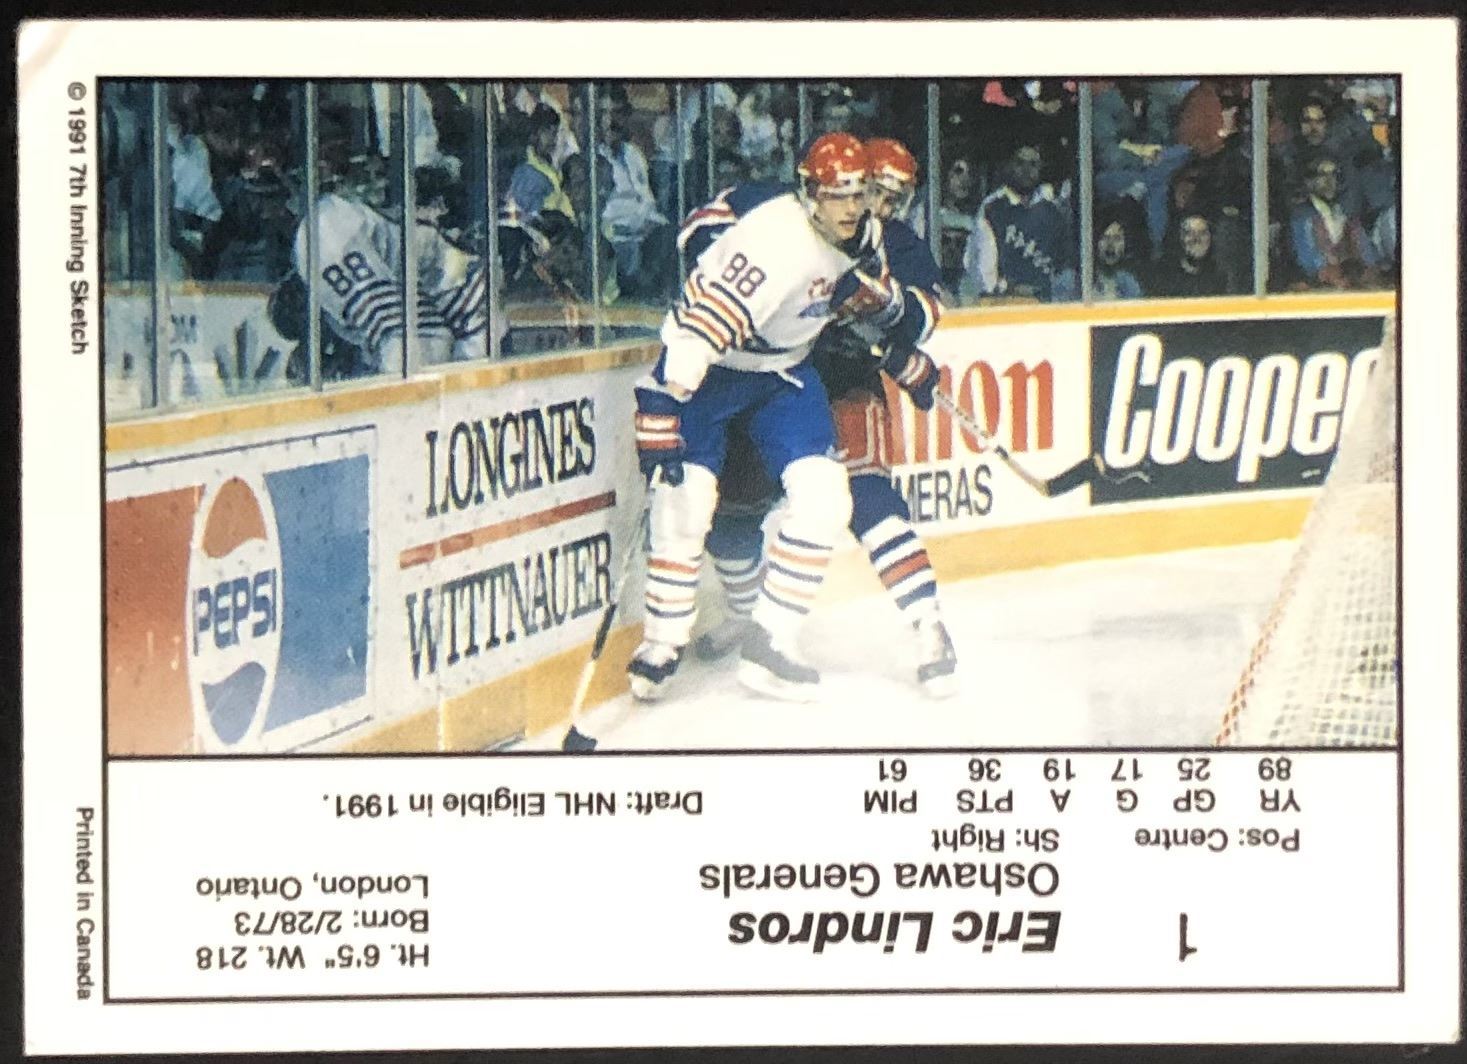 1
Eric Lindros
Oshawa Generals
Pos: Centre
Sh: Right
YR GP G A PTS PIM
89 25 17 19 36 61
Ht. 6'5" Wt. 218
Born: 2/28/73
London, Ontario
Draft: NHL Eligible in 1991.
© 1991 7th Inning Sketch
Printed in Canada
88
88
LONGINES
WITTNAUER
PEPSI
Cooper